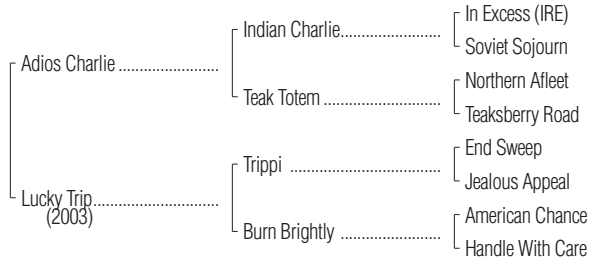 In Excess (IRE)
Indian Charlie....................
Soviet Sojourn
Adios Charlie ....................
Northern Afleet
Teak Totem ........................
Teaksberry Road
End Sweep
Trippi ..............................
Jealous Appeal
Lucky Trip.........................
(2003)
American Chance
Burn Brightly ....................
Handle With Care